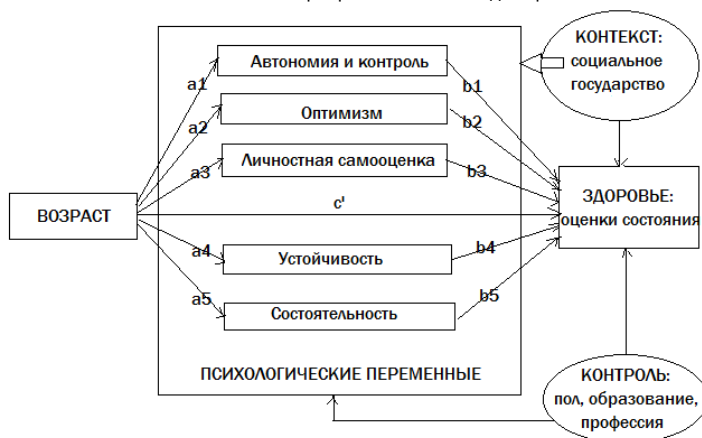 КОНТЕКСТ:
социальное
государство
Автономия и контроль
a1
b1
Оптимизм
a2
b2
Личностная самооценка
a3
b3
ВОЗРАСТ
c'
ЗДОРОВЬЕ:
оценки состояния
a4
Устойчивость
b4
a5
Состоятельность
b5
ПСИХОЛОГИЧЕСКИЕ ПЕРЕМЕННЫЕ
КОНТРОЛЬ:
пол, образование,
профессия